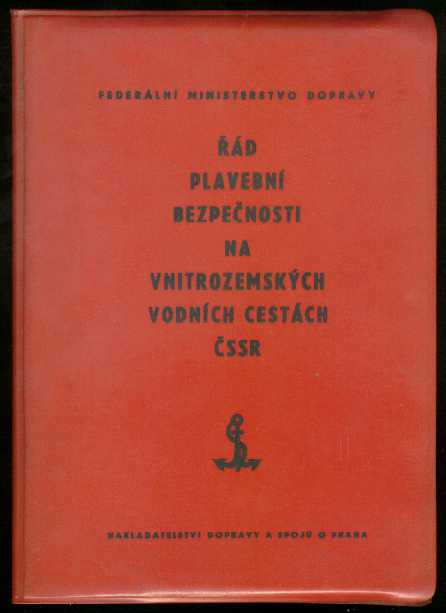 FEDERÁLNÍ MINISTERSTVO DOPRAVY
ŘÁD
PLAVEBNÍ
BEZPEČNOSTI
NA
VNITROZEMSKÝCH
VODNÍCH CESTÁCH
ČSSR
NAKLADATELSTVÍ DOPRAVY A SPOJŮ O PRAHA